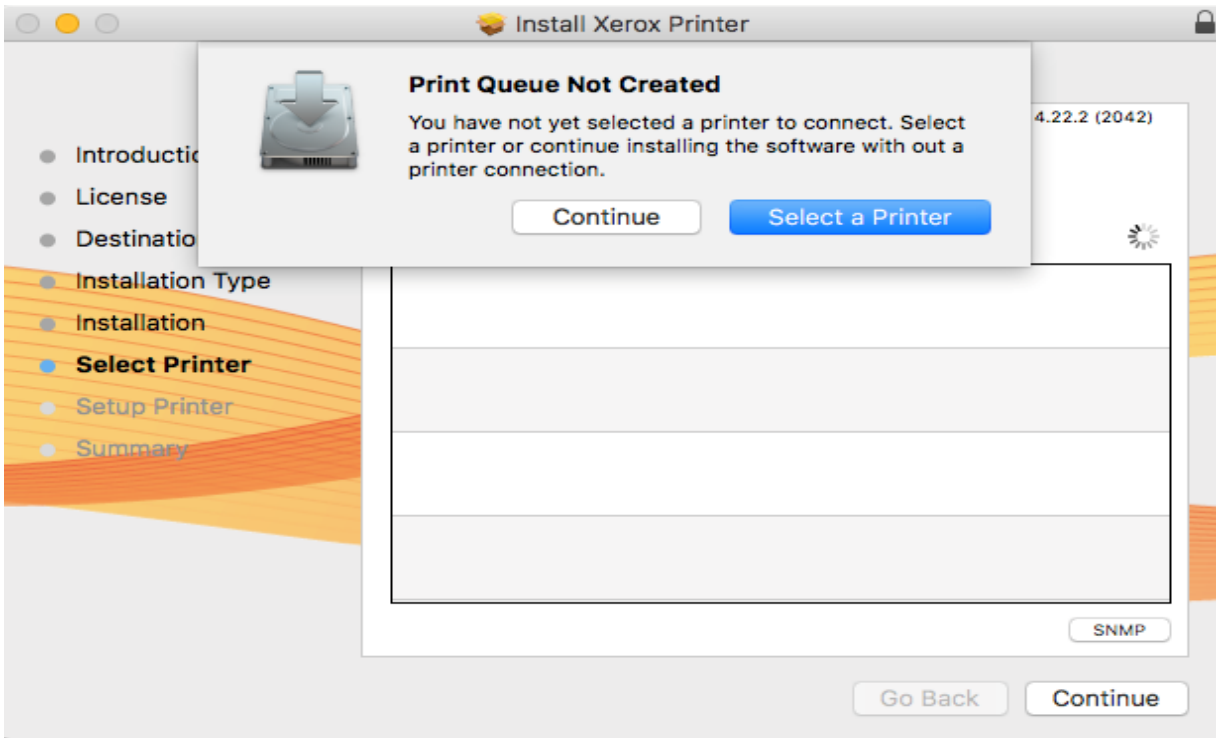 Install Xerox Printer
Print Queue Not Created
You have not yet selected a printer to connect. Select
a printer or continue installing the software with out a
printer connection.
Continue
Select a Printer
4.22.2 (2042)
Introductio
License
Destinatio
Installation Type
Installation
Select Printer
Setup Printer
Summary
SNMP
Go Back
Continue